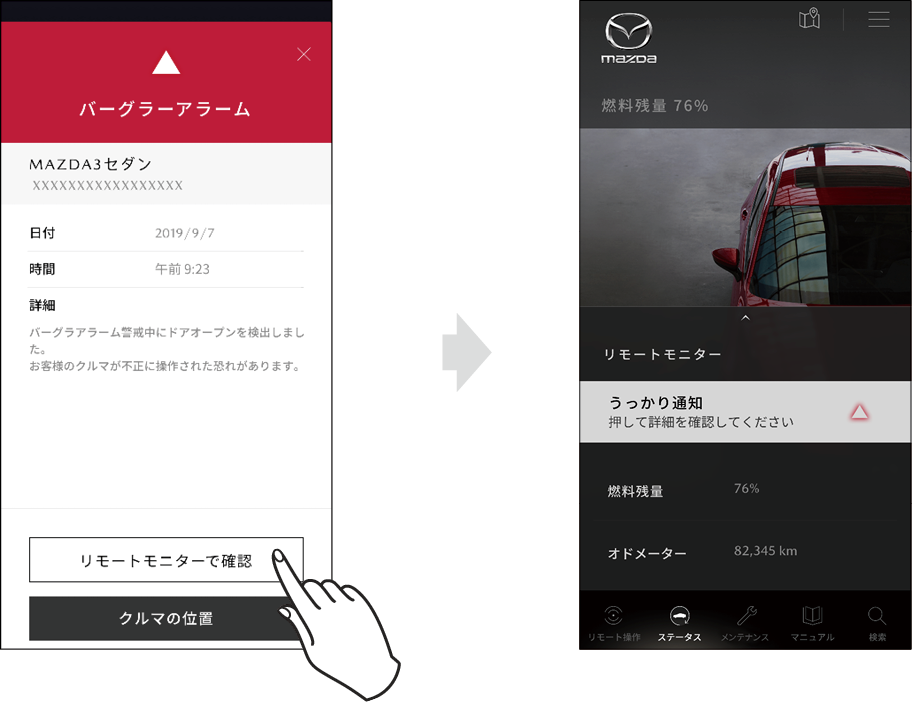 バーグラーアラーム
MAZDA3セダン
XXXXXXXXXXXXXXXXX
日付 2019/9/7
時間 午前 9:23
詳細
バーグラアラーム警戒中にドアオープンを検出しまし
た。
お客様のクルマが不正に操作された恐れがあります。
リモートモニターで確認
クルマの位置
mazda
燃料残量 76%
リモートモニター
うっかり通知
押して詳細を確認してください
燃料残量 76%
オドメーター 82,345 km
リモート操作 ステータス メンテナンス マニュアル 検索